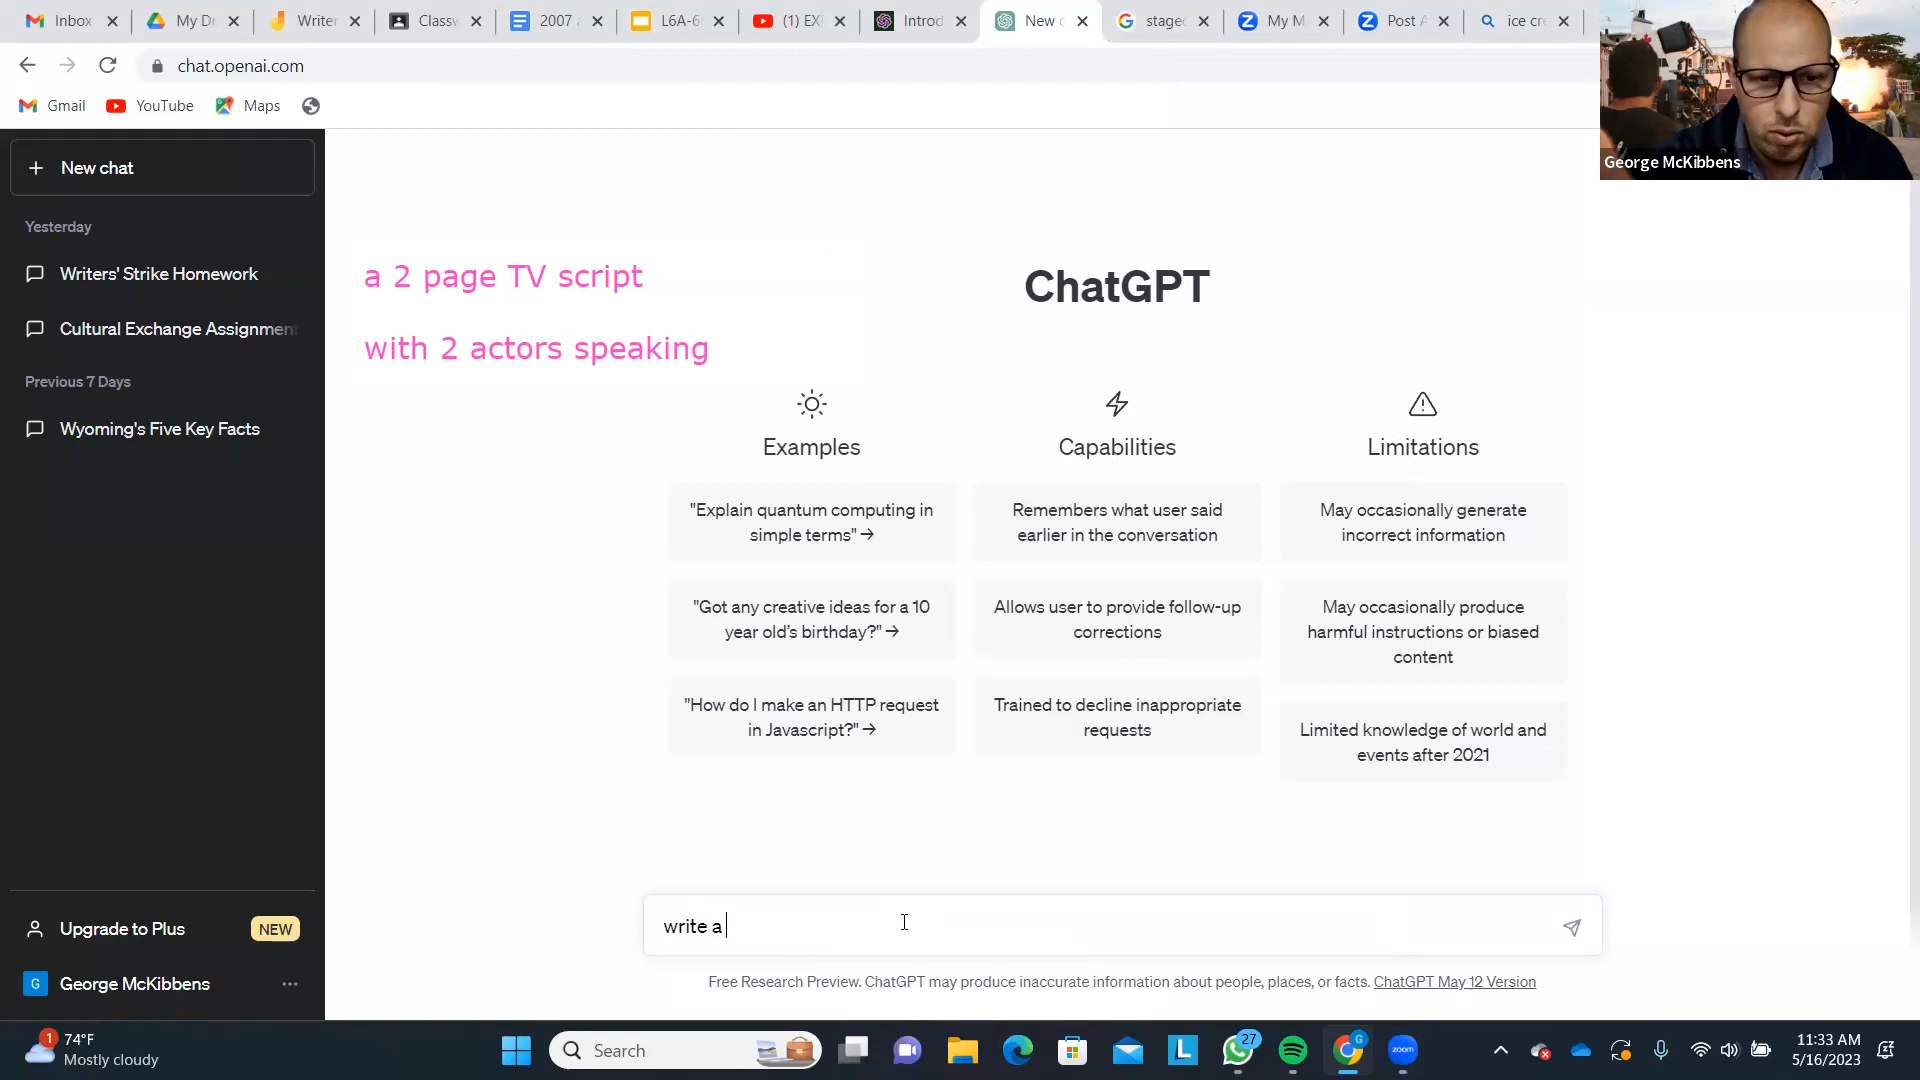 Inbox
My Dr
Writer
Classw
2007 a
L6A-6
(1) EXI
Introd
New c
staged
My M
Post A
ice cre
chat.openai.com
Gmail
YouTube
Maps
George McKibbens
New chat
Yesterday
Writers' Strike Homework
Cultural Exchange Assignment
Previous 7 Days
Wyoming's Five Key Facts
a 2 page TV script
with 2 actors speaking
ChatGPT
Examples
"Explain quantum computing in
simple terms" →
"Got any creative ideas for a 10
year old's birthday?" →
"How do I make an HTTP request
in Javascript?" →
Capabilities
Remembers what user said
earlier in the conversation
Allows user to provide follow-up
corrections
Trained to decline inappropriate
requests
Limitations
May occasionally generate
incorrect information
May occasionally produce
harmful instructions or biased
content
Limited knowledge of world and
events after 2021
write a
Free Research Preview. ChatGPT may produce inaccurate information about people, places, or facts. ChatGPT May 12 Version
Upgrade to Plus
NEW
G
George McKibbens
1
74°F
Mostly cloudy
Search
L
27
G
zoom
11:33 AM
5/16/2023